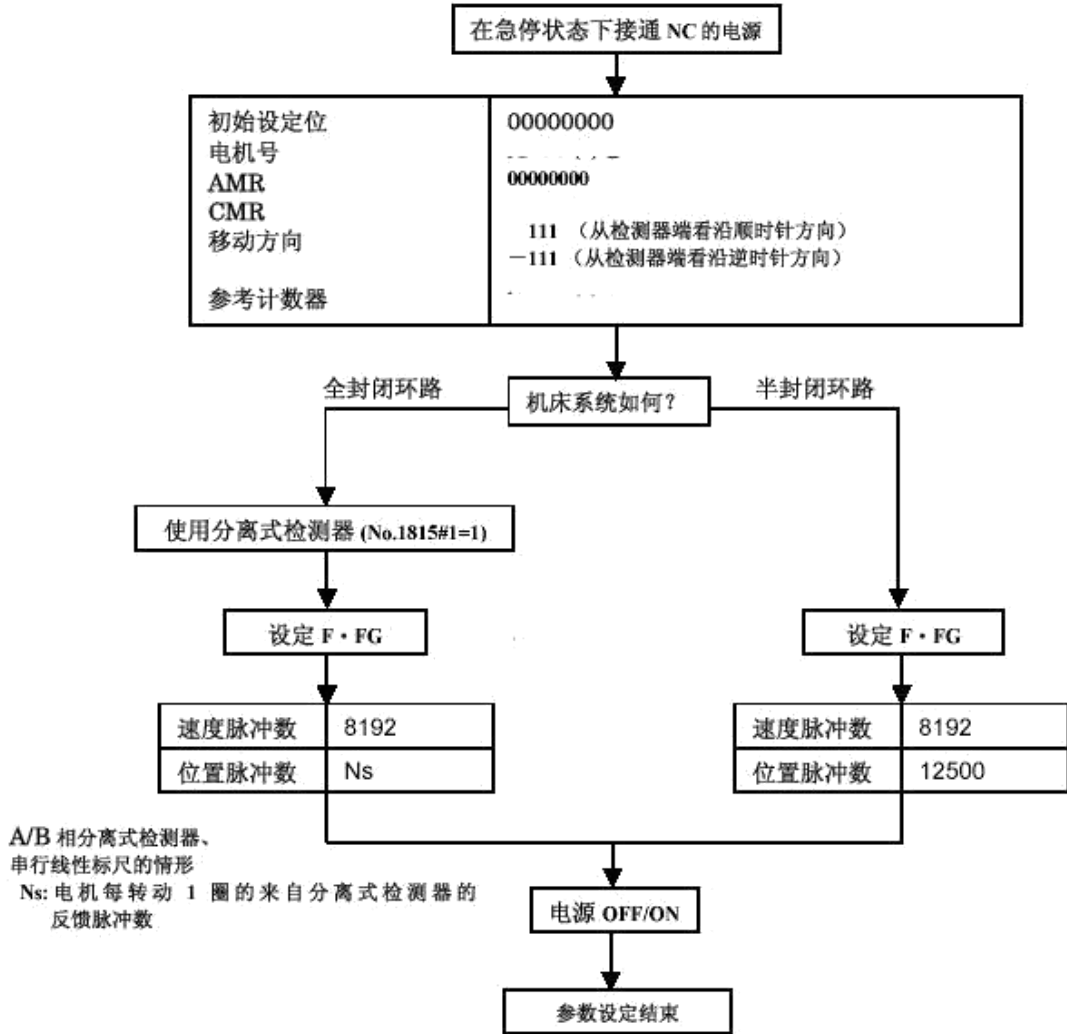 在急停状态下接通 NC 的电源
初始设定位 00000000
电机号
AMR 00000000
CMR
移动方向 111 （从检测器端看沿顺时针方向）
－111 （从检测器端看沿逆时针方向）
参考计数器
机床系统如何？
全封闭环路
半封闭环路
使用分离式检测器 (No.1815#1=1)
设定 F・FG
设定 F・FG
速度脉冲数 8192
位置脉冲数 Ns
速度脉冲数 8192
位置脉冲数 12500
A/B 相分离式检测器、
串行线性标尺的情形
Ns: 电机每转动 1 圈的来自分离式检测器的
反馈脉冲数
电源 OFF/ON
参数设定结束